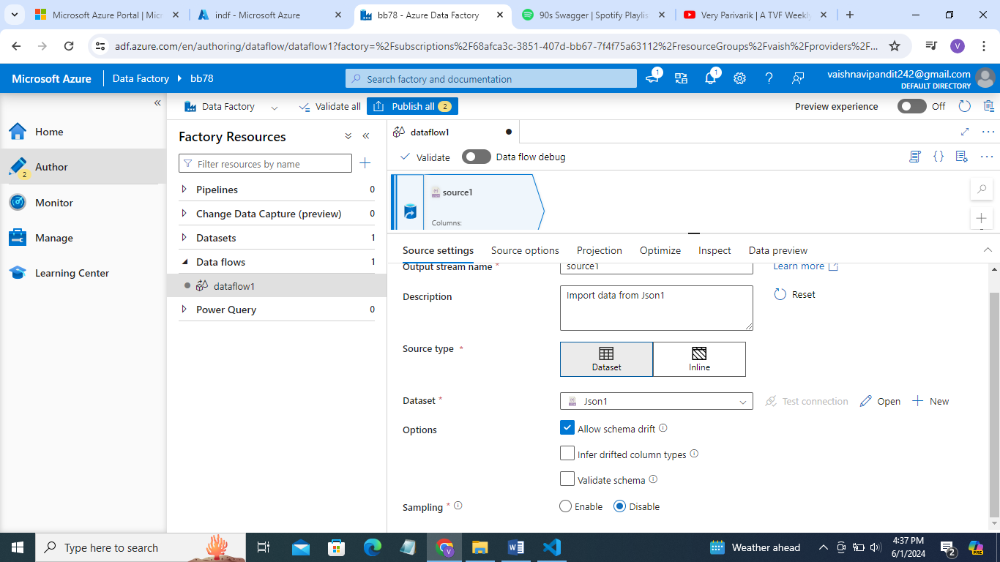 Microsoft Azure Portal | Micr
indf - Microsoft Azure
bb78 - Azure Data Factory
90s Swagger | Spotify Playlis
Very Parivarik | A TVF Weekly
adf.azure.com/en/authoring/dataflow/dataflow1?factory=%2Fsubscriptions%2F68afca3c-3851-407d-bb67-7f4f75a63112%2FresourceGroups%2Fvaish%2Fproviders%2F...
V
Microsoft Azure
Data Factory
bb78
Search factory and documentation
1
1
vaishnavipandit242@gmail.com
DEFAULT DIRECTORY
Data Factory
Validate all
Publish all 2
Preview experience
Off
Home
Author
2
Monitor
Manage
Learning Center
Factory Resources
Filter resources by name
Pipelines 0
Change Data Capture (preview) 0
Datasets 1
Data flows 1
dataflow1
Power Query 0
dataflow1
Validate
Data flow debug
source1
Columns:
Source settings
Source options
Projection
Optimize
Inspect
Data preview
Output stream name *
source1
Learn more
Description
Import data from Json1
Reset
Source type *
Dataset
Inline
Dataset *
Json1
Test connection
Open
New
Options
Allow schema drift
Infer drifted column types
Validate schema
Sampling *
Enable
Disable
Type here to search
Weather ahead
4:37 PM
6/1/2024
2
PRE